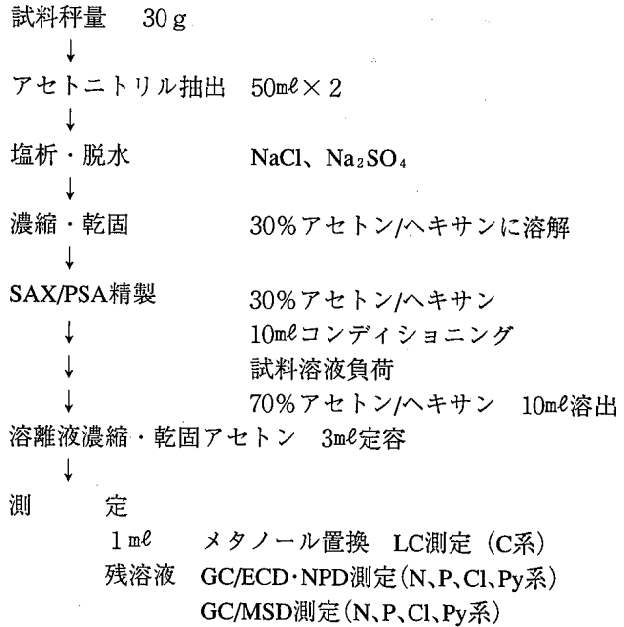 試料秤量　30g
↓
アセトニトリル抽出　50mℓ×2
↓
塩析・脱水　NaCl、Na₂SO₄
↓
濃縮・乾固　30%アセトン/ヘキサンに溶解
↓
SAX/PSA精製　30%アセトン/ヘキサン
↓　10mℓコンディショニング
↓　試料溶液負荷
↓　70%アセトン/ヘキサン　10mℓ溶出
溶離液濃縮・乾固アセトン　3mℓ定容
↓
測　定
1mℓ　メタノール置換　LC測定（C系）
残溶液　GC/ECD·NPD測定(N、P、Cl、Py系)
GC/MSD測定(N、P、Cl、Py系)